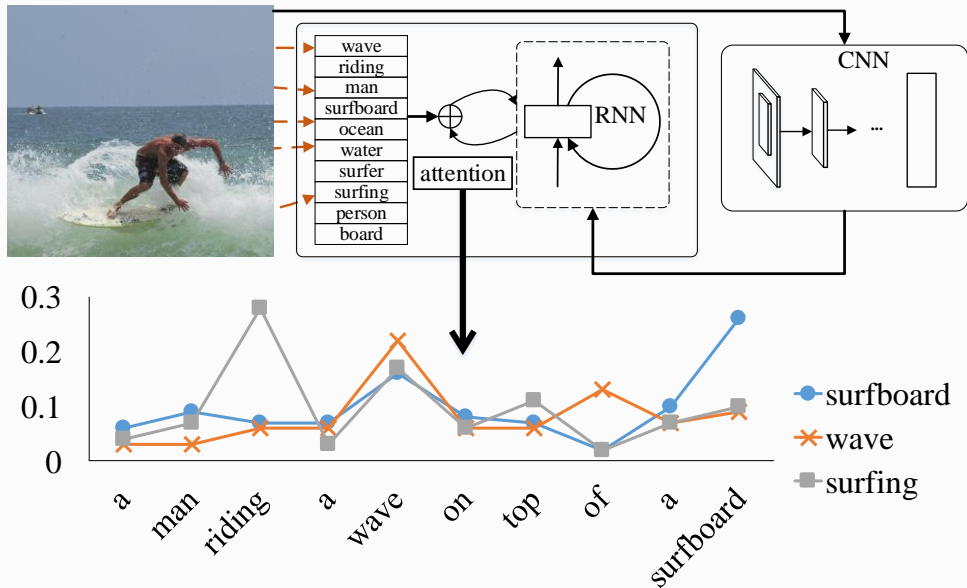 wave
riding
man
surfboard
ocean
water
surfer
surfing
person
board
attention
RNN
CNN
...
0.3
0.2
0.1
0
a
man
riding
a
wave
on
top
of
a
surfboard
surfboard
wave
surfing